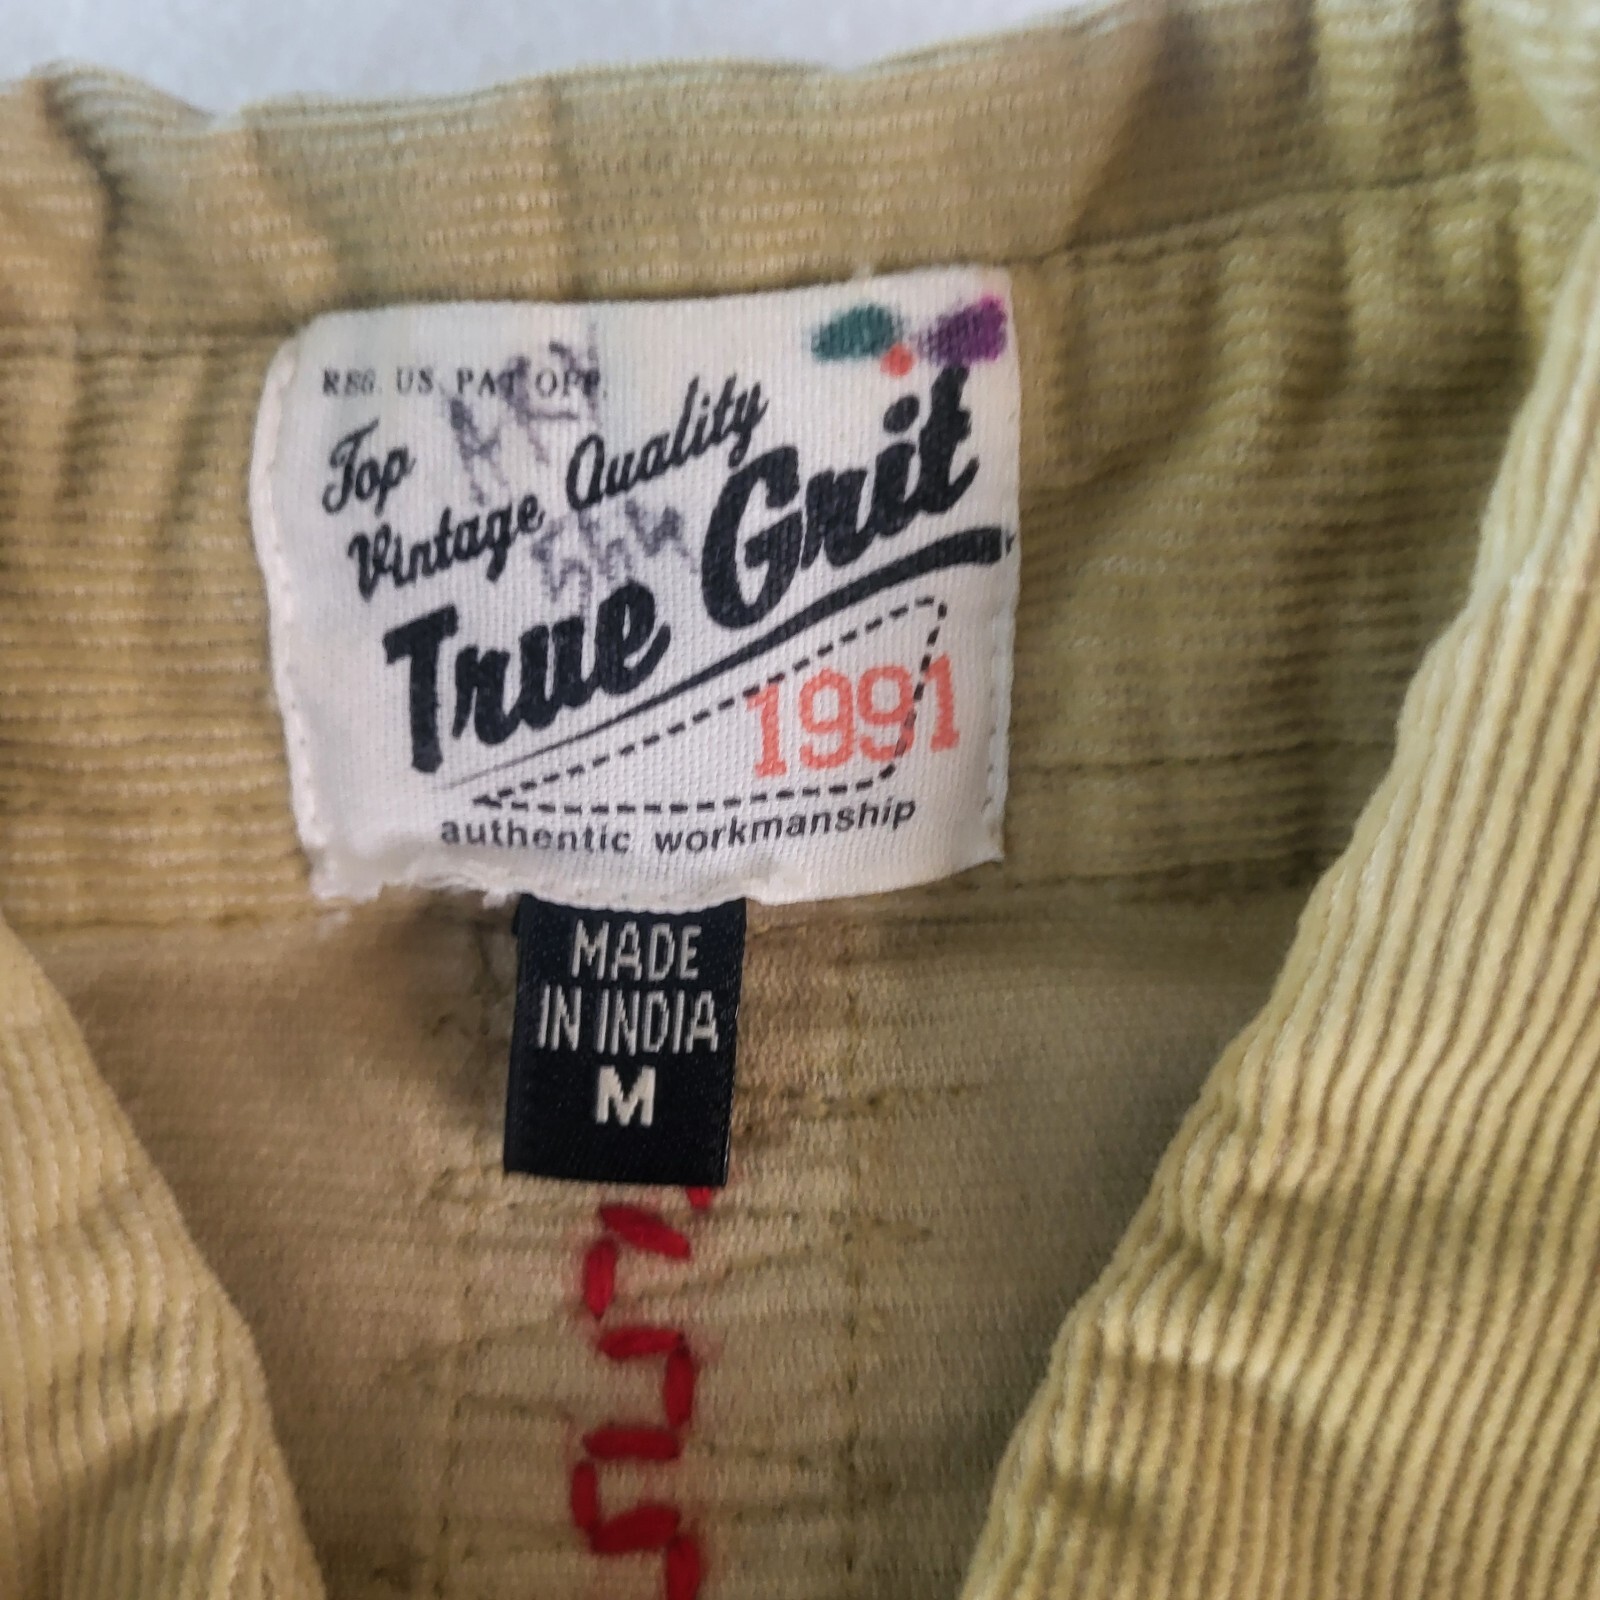 REG. US. PAT OFF.
Top
Vintage Quality
True Grit
1991
authentic workmanship
MADE
IN INDIA
M